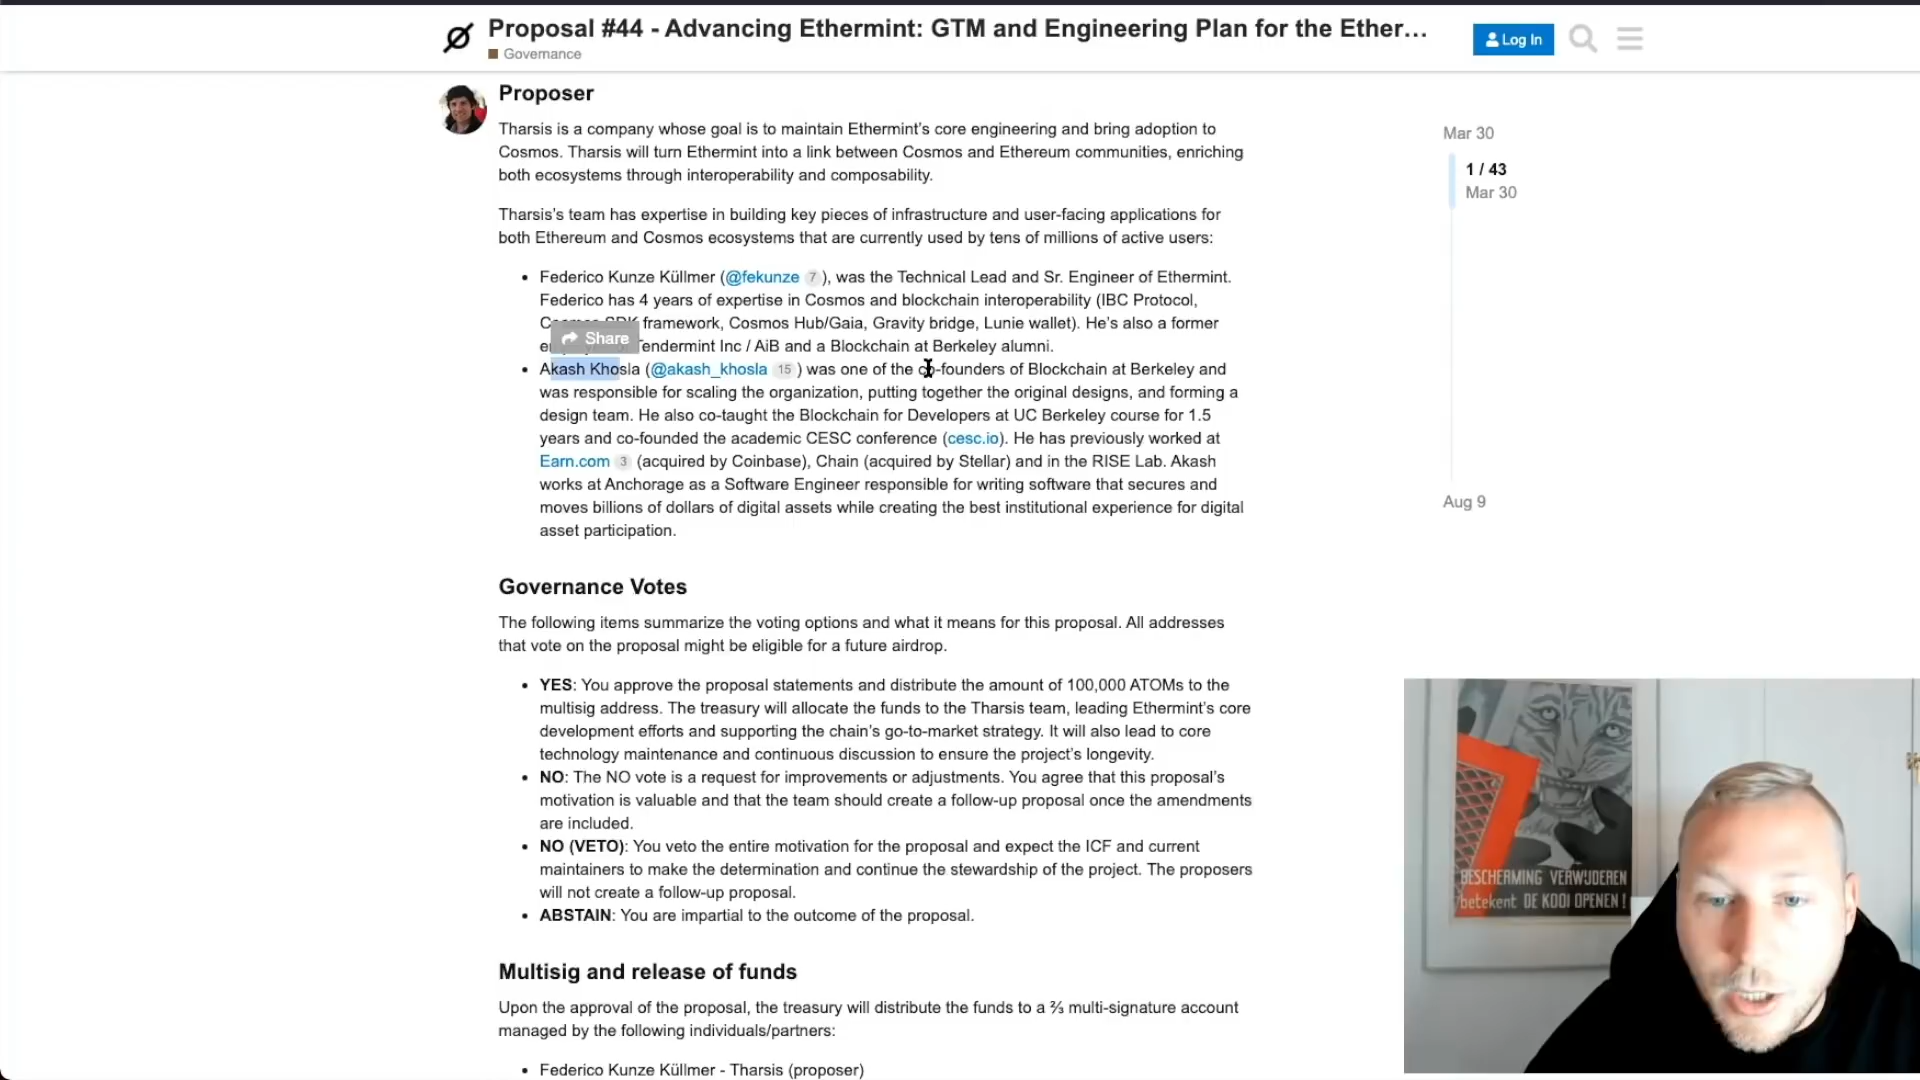 Proposal #44 - Advancing Ethermint: GTM and Engineering Plan for the Ether…
Governance
Log In
Proposer
Tharsis is a company whose goal is to maintain Ethermint's core engineering and bring adoption to
Cosmos. Tharsis will turn Ethermint into a link between Cosmos and Ethereum communities, enriching
both ecosystems through interoperability and composability.
Tharsis's team has expertise in building key pieces of infrastructure and user-facing applications for
both Ethereum and Cosmos ecosystems that are currently used by tens of millions of active users:
• Federico Kunze Küllmer (@fekunze 7), was the Technical Lead and Sr. Engineer of Ethermint.
Federico has 4 years of expertise in Cosmos and blockchain interoperability (IBC Protocol,
Cosmos SDK framework, Cosmos Hub/Gaia, Gravity bridge, Lunie wallet). He's also a former
Share
Tendermint Inc / AiB and a Blockchain at Berkeley alumni.
• Akash Khosla (@akash_khosla 15) was one of the co-founders of Blockchain at Berkeley and
was responsible for scaling the organization, putting together the original designs, and forming a
design team. He also co-taught the Blockchain for Developers at UC Berkeley course for 1.5
years and co-founded the academic CESC conference (cesc.io). He has previously worked at
Earn.com 3 (acquired by Coinbase), Chain (acquired by Stellar) and in the RISE Lab. Akash
works at Anchorage as a Software Engineer responsible for writing software that secures and
moves billions of dollars of digital assets while creating the best institutional experience for digital
asset participation.
Governance Votes
The following items summarize the voting options and what it means for this proposal. All addresses
that vote on the proposal might be eligible for a future airdrop.
• YES: You approve the proposal statements and distribute the amount of 100,000 ATOMs to the
multisig address. The treasury will allocate the funds to the Tharsis team, leading Ethermint's core
development efforts and supporting the chain's go-to-market strategy. It will also lead to core
technology maintenance and continuous discussion to ensure the project's longevity.
• NO: The NO vote is a request for improvements or adjustments. You agree that this proposal's
motivation is valuable and that the team should create a follow-up proposal once the amendments
are included.
• NO (VETO): You veto the entire motivation for the proposal and expect the ICF and current
maintainers to make the determination and continue the stewardship of the project. The proposers
will not create a follow-up proposal.
• ABSTAIN: You are impartial to the outcome of the proposal.
Multisig and release of funds
Upon the approval of the proposal, the treasury will distribute the funds to a ⅔ multi-signature account
managed by the following individuals/partners:
• Federico Kunze Küllmer - Tharsis (proposer)
Mar 30
1 / 43
Mar 30
Aug 9
BESCHERMING VERWIJDEREN
betekent DE KOOI OPENEN!